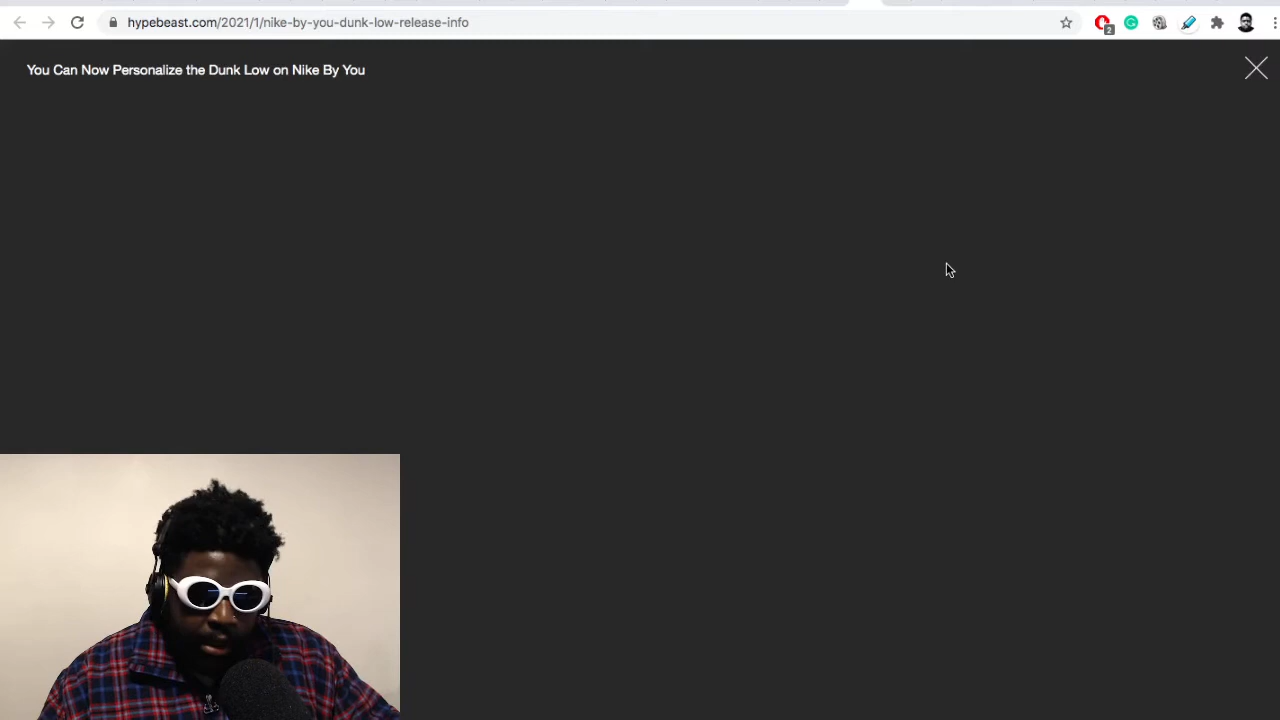 hypebeast.com/2021/1/nike-by-you-dunk-low-release-info
2
You Can Now Personalize the Dunk Low on Nike By You